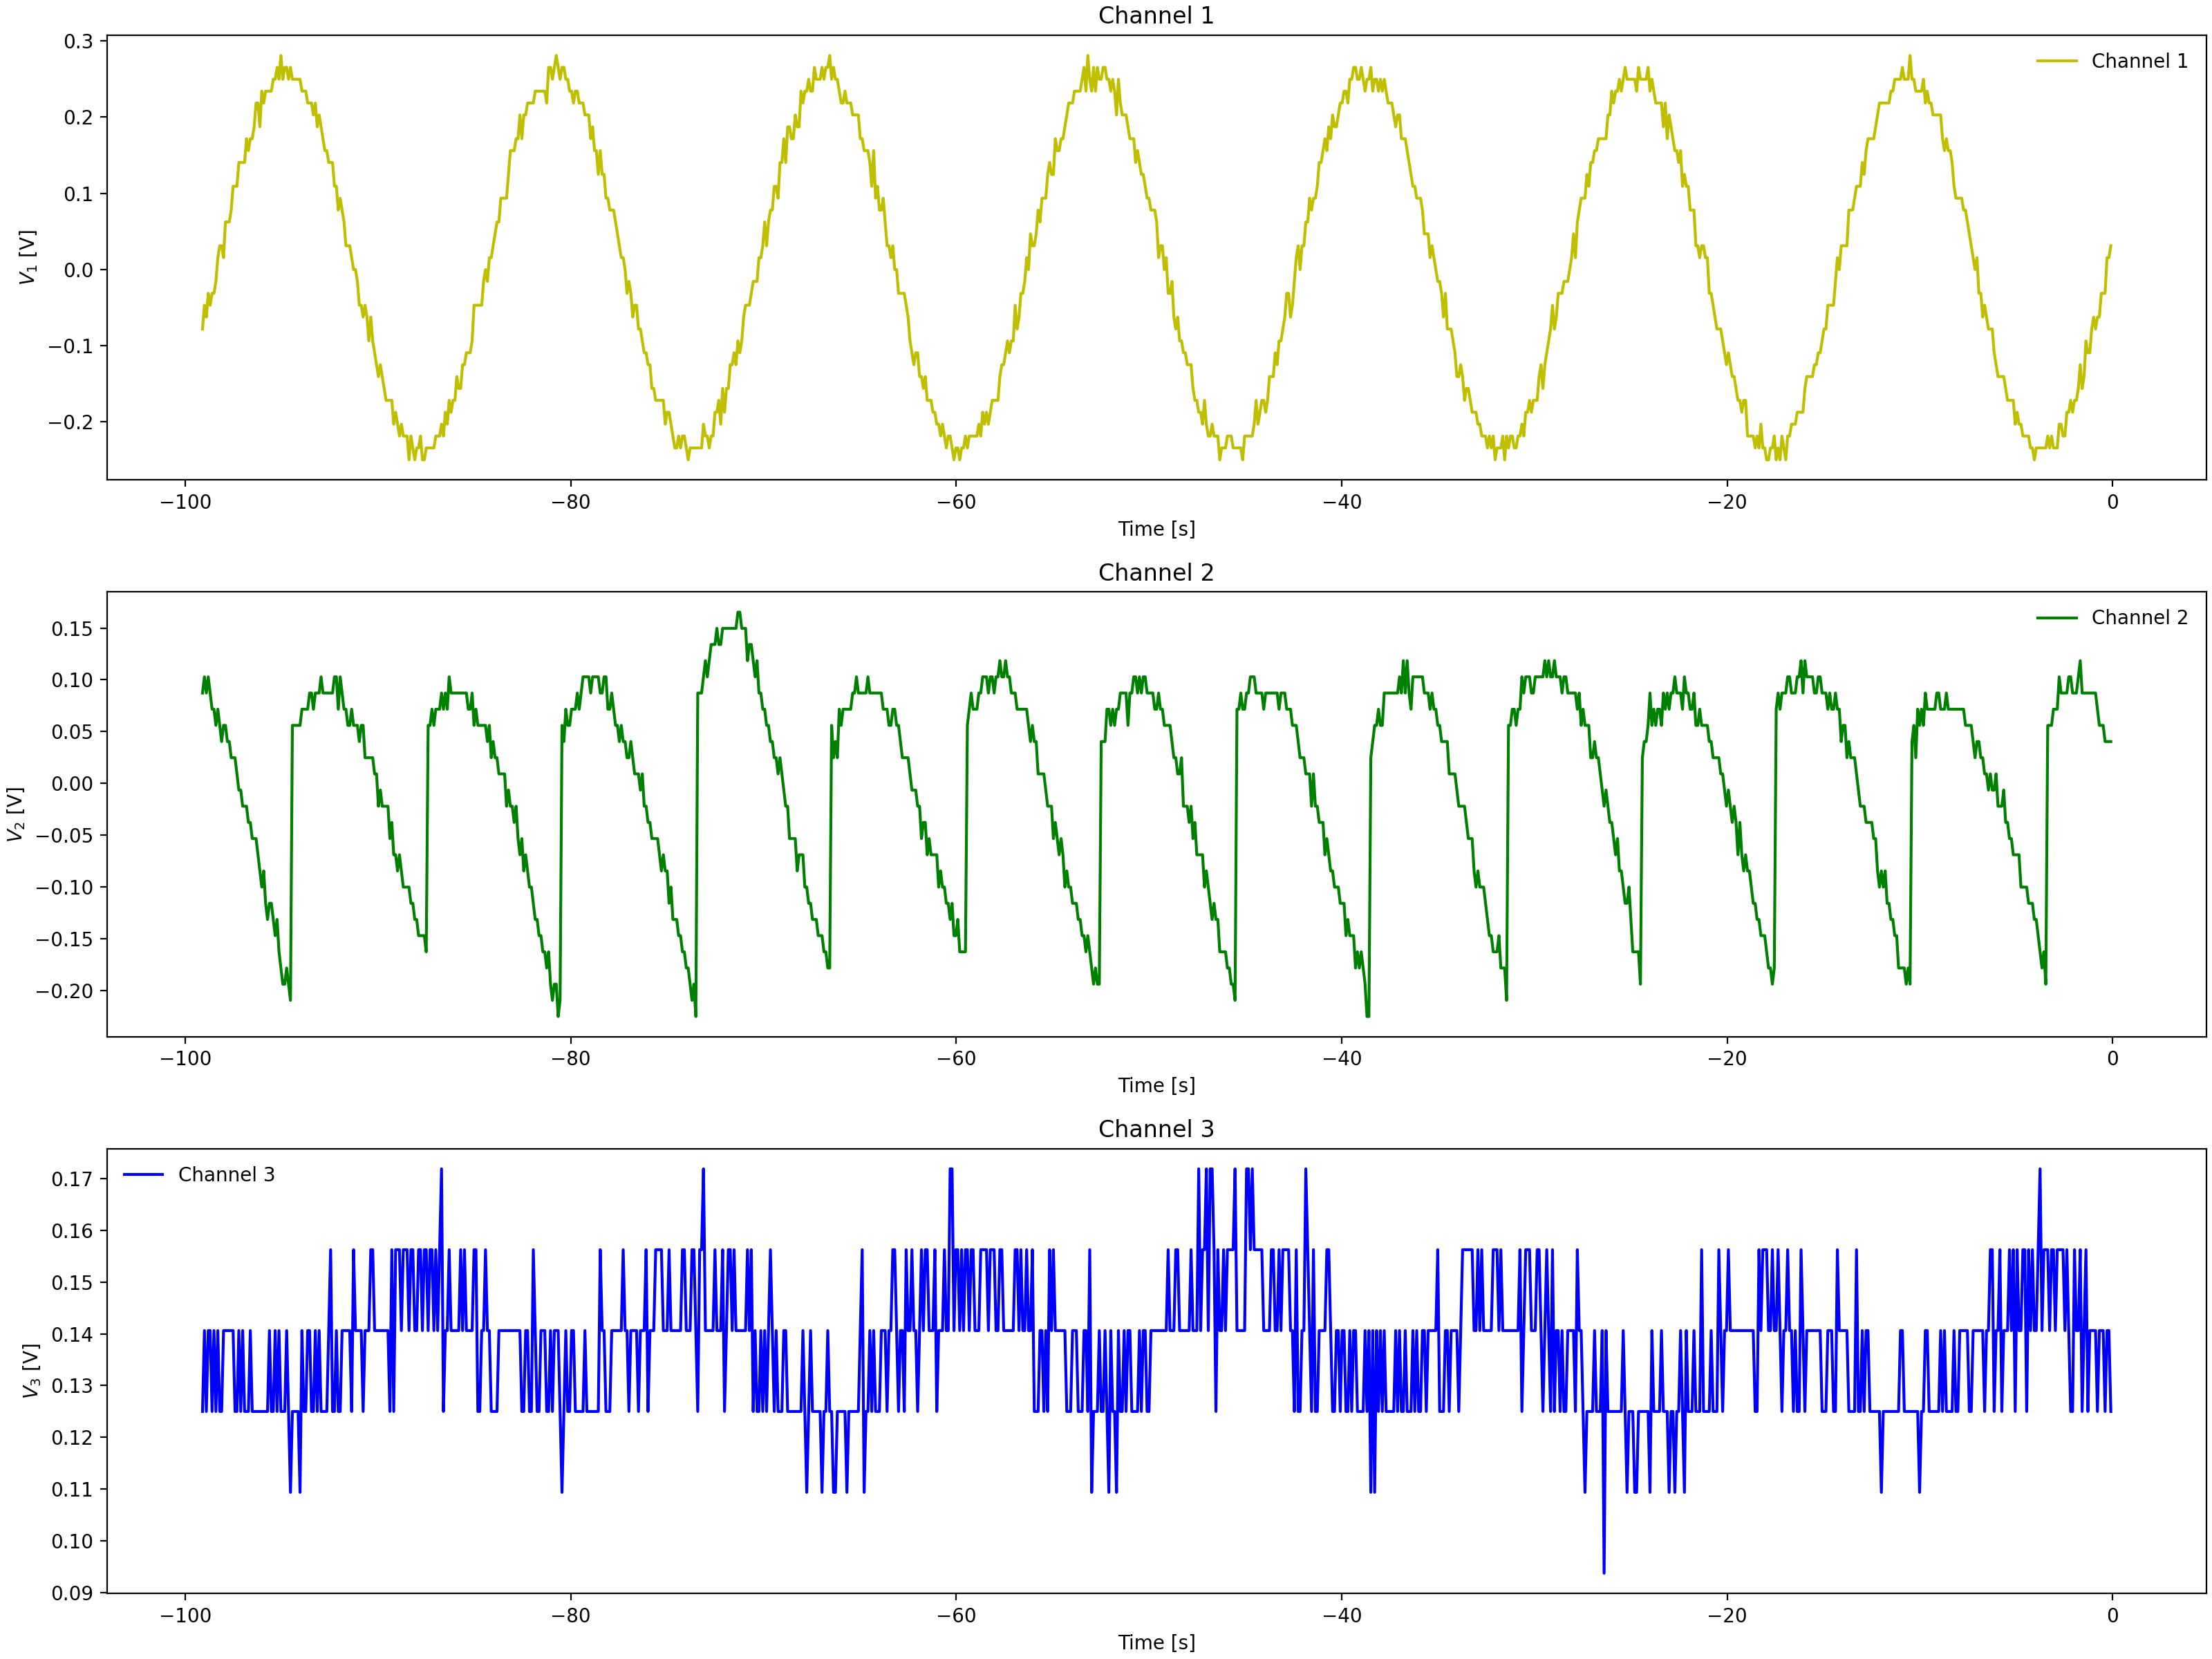 Channel 1
0.3
0.2
0.1
0.0
−0.1
−0.2
V1 [V]
Channel 1
−100 −80 −60 −40 −20 0
Time [s]
Channel 2
0.15
0.10
0.05
0.00
−0.05
−0.10
−0.15
−0.20
V2 [V]
Channel 2
−100 −80 −60 −40 −20 0
Time [s]
Channel 3
0.17
0.16
0.15
0.14
0.13
0.12
0.11
0.10
0.09
V3 [V]
Channel 3
−100 −80 −60 −40 −20 0
Time [s]